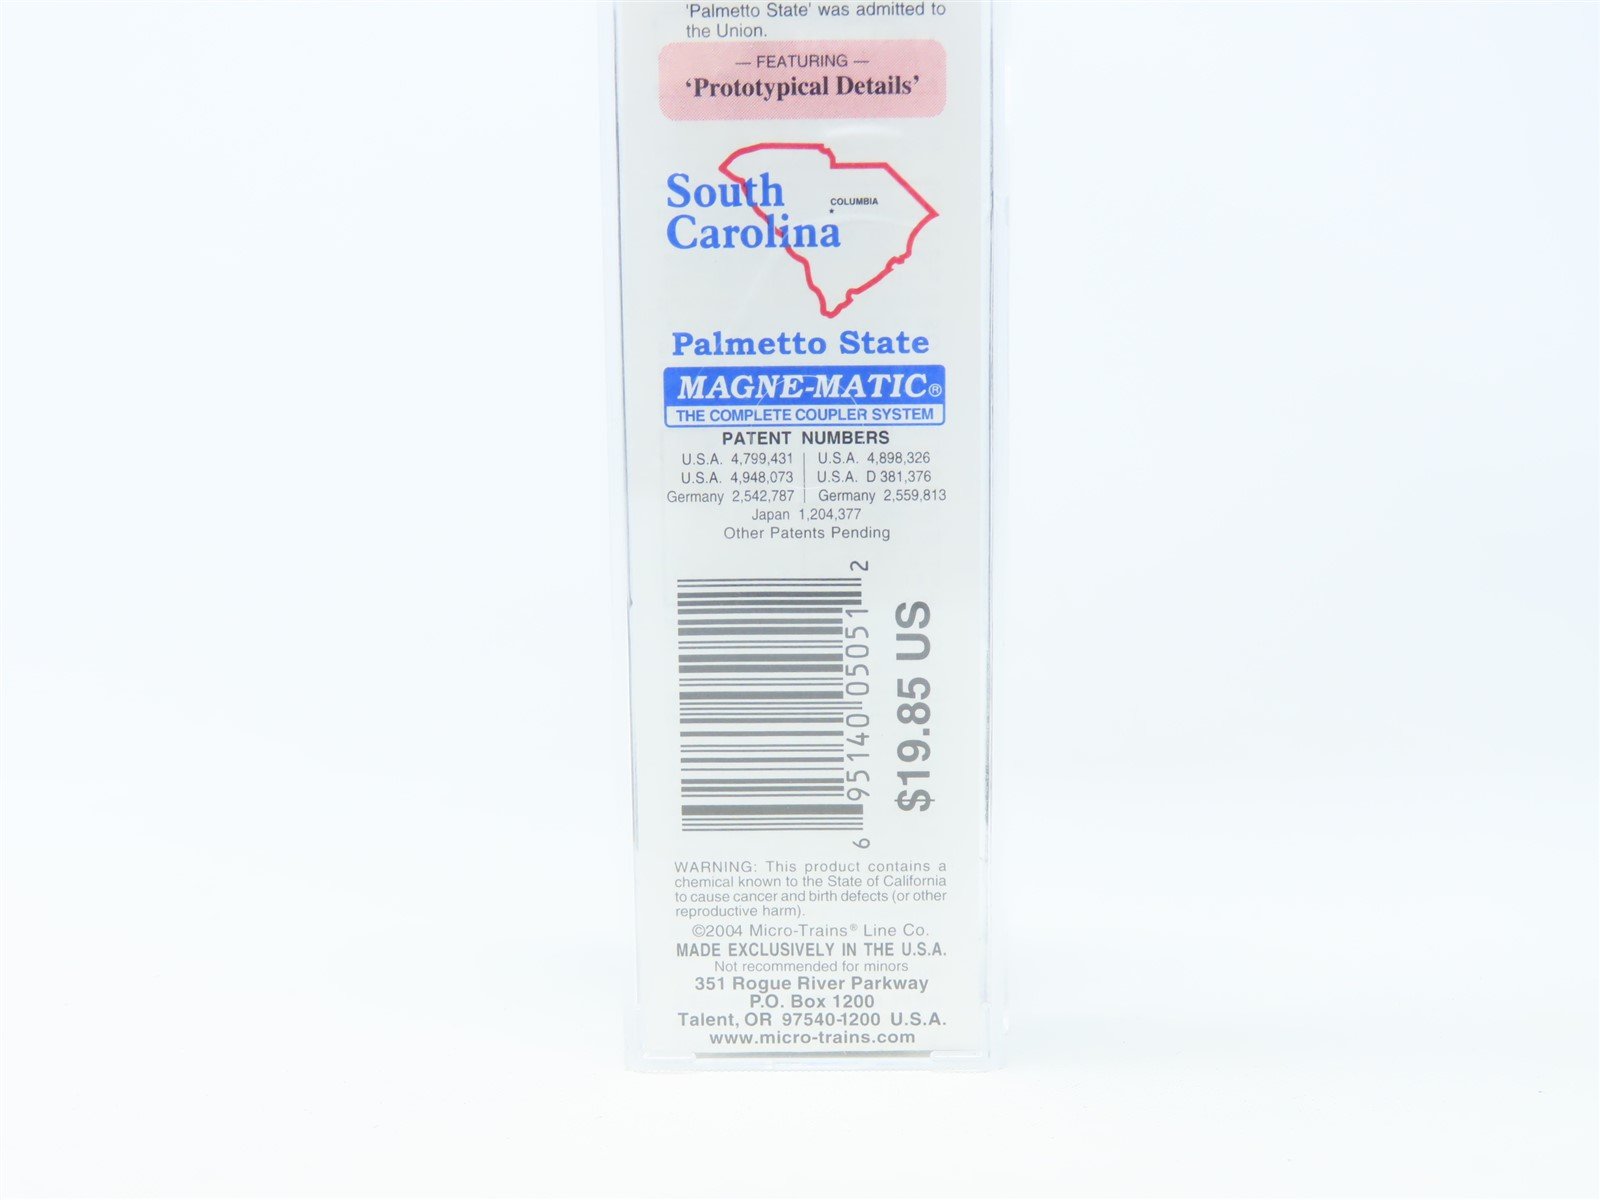 'Palmetto State' was admitted to
the Union.
— FEATURING —
'Prototypical Details'
South
Carolina
COLUMBIA
Palmetto State
MAGNE-MATIC®
THE COMPLETE COUPLER SYSTEM
PATENT NUMBERS
U.S.A. 4,799,431 | U.S.A. 4,898,326
U.S.A. 4,948,073 | U.S.A. D 381,376
Germany 2,542,787 | Germany 2,559,813
Japan 1,204,377
Other Patents Pending
6 95140 05051 2
$19.85 US
WARNING: This product contains a
chemical known to the State of California
to cause cancer and birth defects (or other
reproductive harm).
©2004 Micro-Trains® Line Co.
MADE EXCLUSIVELY IN THE U.S.A.
Not recommended for minors
351 Rogue River Parkway
P.O. Box 1200
Talent, OR 97540-1200 U.S.A.
www.micro-trains.com